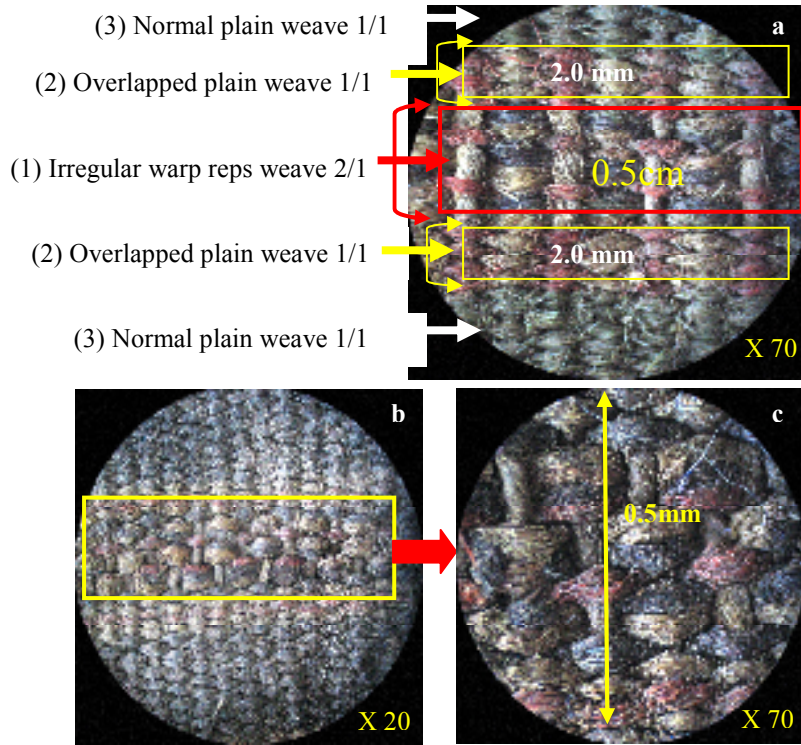 (3) Normal plain weave 1/1
a
(2) Overlapped plain weave 1/1
2.0 mm
(1) Irregular warp reps weave 2/1
0.5cm
(2) Overlapped plain weave 1/1
2.0 mm
(3) Normal plain weave 1/1
X 70
b
c
0.5mm
X 20
X 70